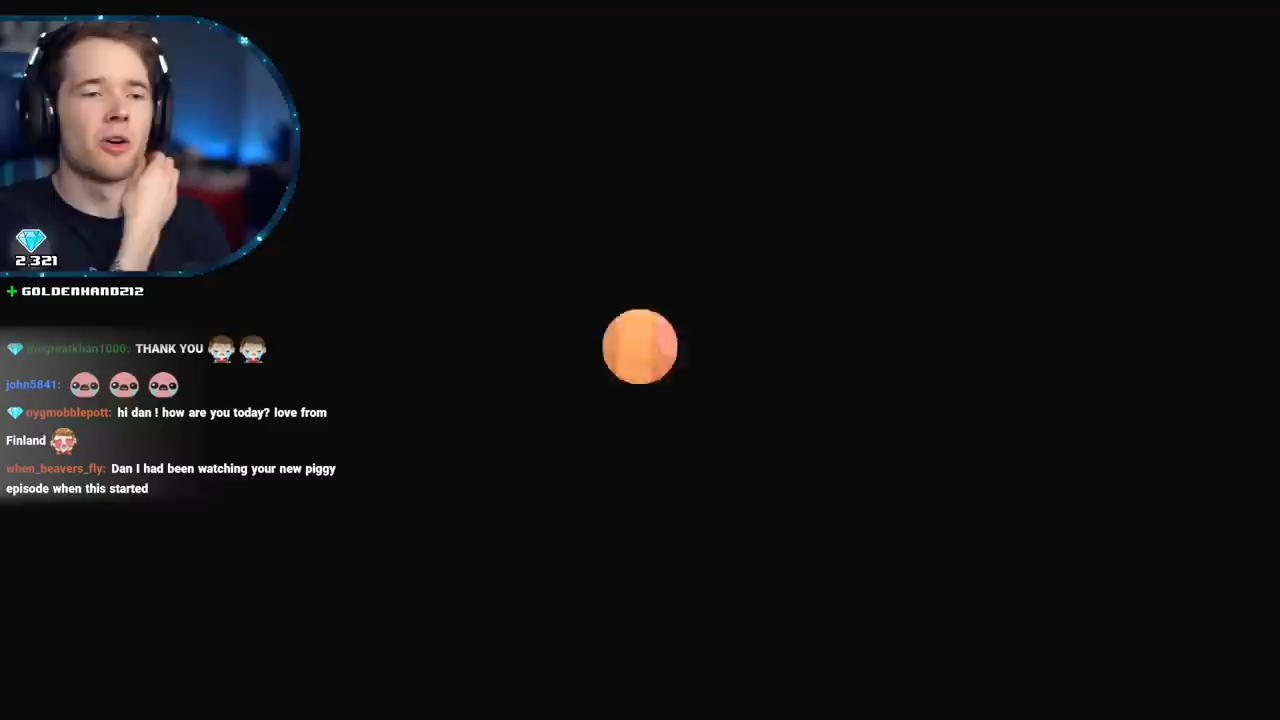 2,321
+ GOLDENHAND212
thegreatkhan1000: THANK YOU
john5841:
nygmobblepott: hi dan ! how are you today? love from
Finland
when_beavers_fly: Dan I had been watching your new piggy
episode when this started